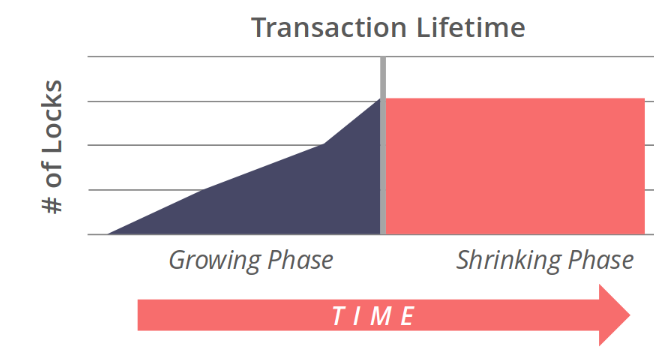 Transaction Lifetime
# of Locks
Growing Phase
Shrinking Phase
TIME